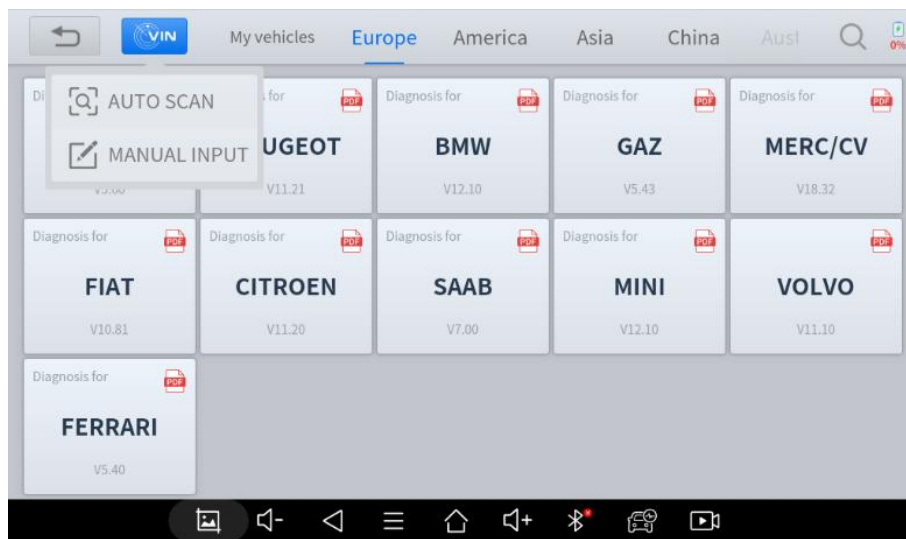 VIN
My vehicles
Europe
America
Asia
China
Aust
0%
AUTO SCAN
MANUAL INPUT
Di
for
PDF
UGEOT
V11.21
Diagnosis for
PDF
BMW
V12.10
Diagnosis for
PDF
GAZ
V5.43
Diagnosis for
PDF
MERC/CV
V18.32
Diagnosis for
PDF
FIAT
V10.81
Diagnosis for
PDF
CITROEN
V11.20
Diagnosis for
PDF
SAAB
V7.00
Diagnosis for
PDF
MINI
V12.10
PDF
VOLVO
V11.10
Diagnosis for
PDF
FERRARI
V5.40